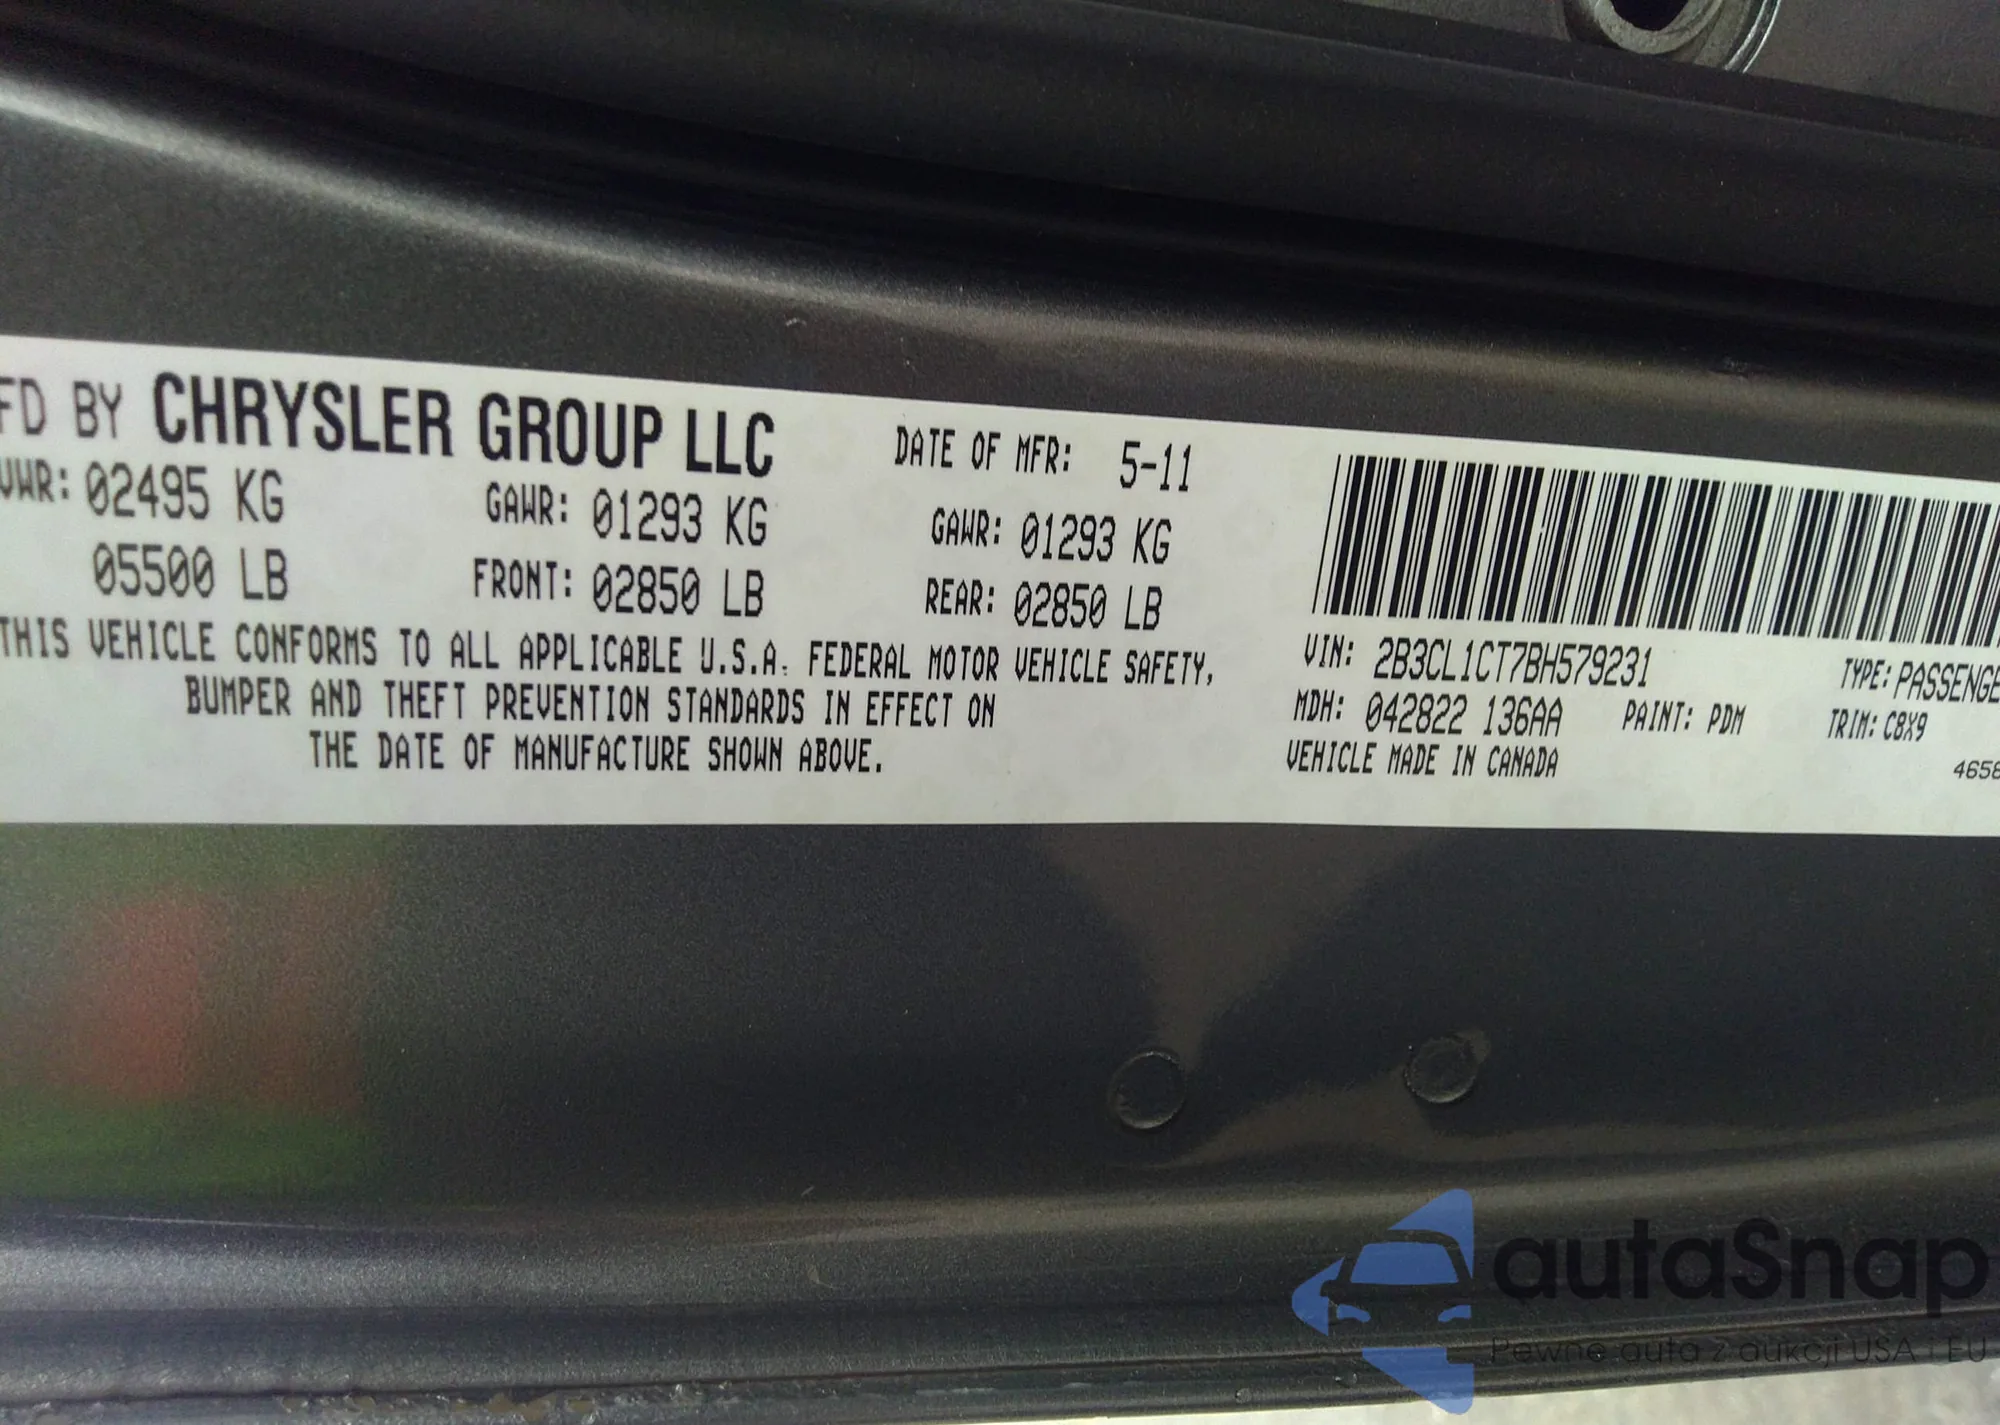 FD BY CHRYSLER GROUP LLC DATE OF MFR: 5-11
VWR: 02495 KG GAWR: 01293 KG GAWR: 01293 KG
05500 LB FRONT: 02850 LB REAR: 02850 LB
THIS VEHICLE CONFORMS TO ALL APPLICABLE U.S.A. FEDERAL MOTOR VEHICLE SAFETY,
BUMPER AND THEFT PREVENTION STANDARDS IN EFFECT ON
THE DATE OF MANUFACTURE SHOWN ABOVE.
VIN: 2B3CL1CT7BH579231 TYPE: PASSENGE
MDH: 042822 136AA PAINT: PDM TRIM: C8X9
VEHICLE MADE IN CANADA
4658
autaSnap
Pewne auta z aukcji USA i EU